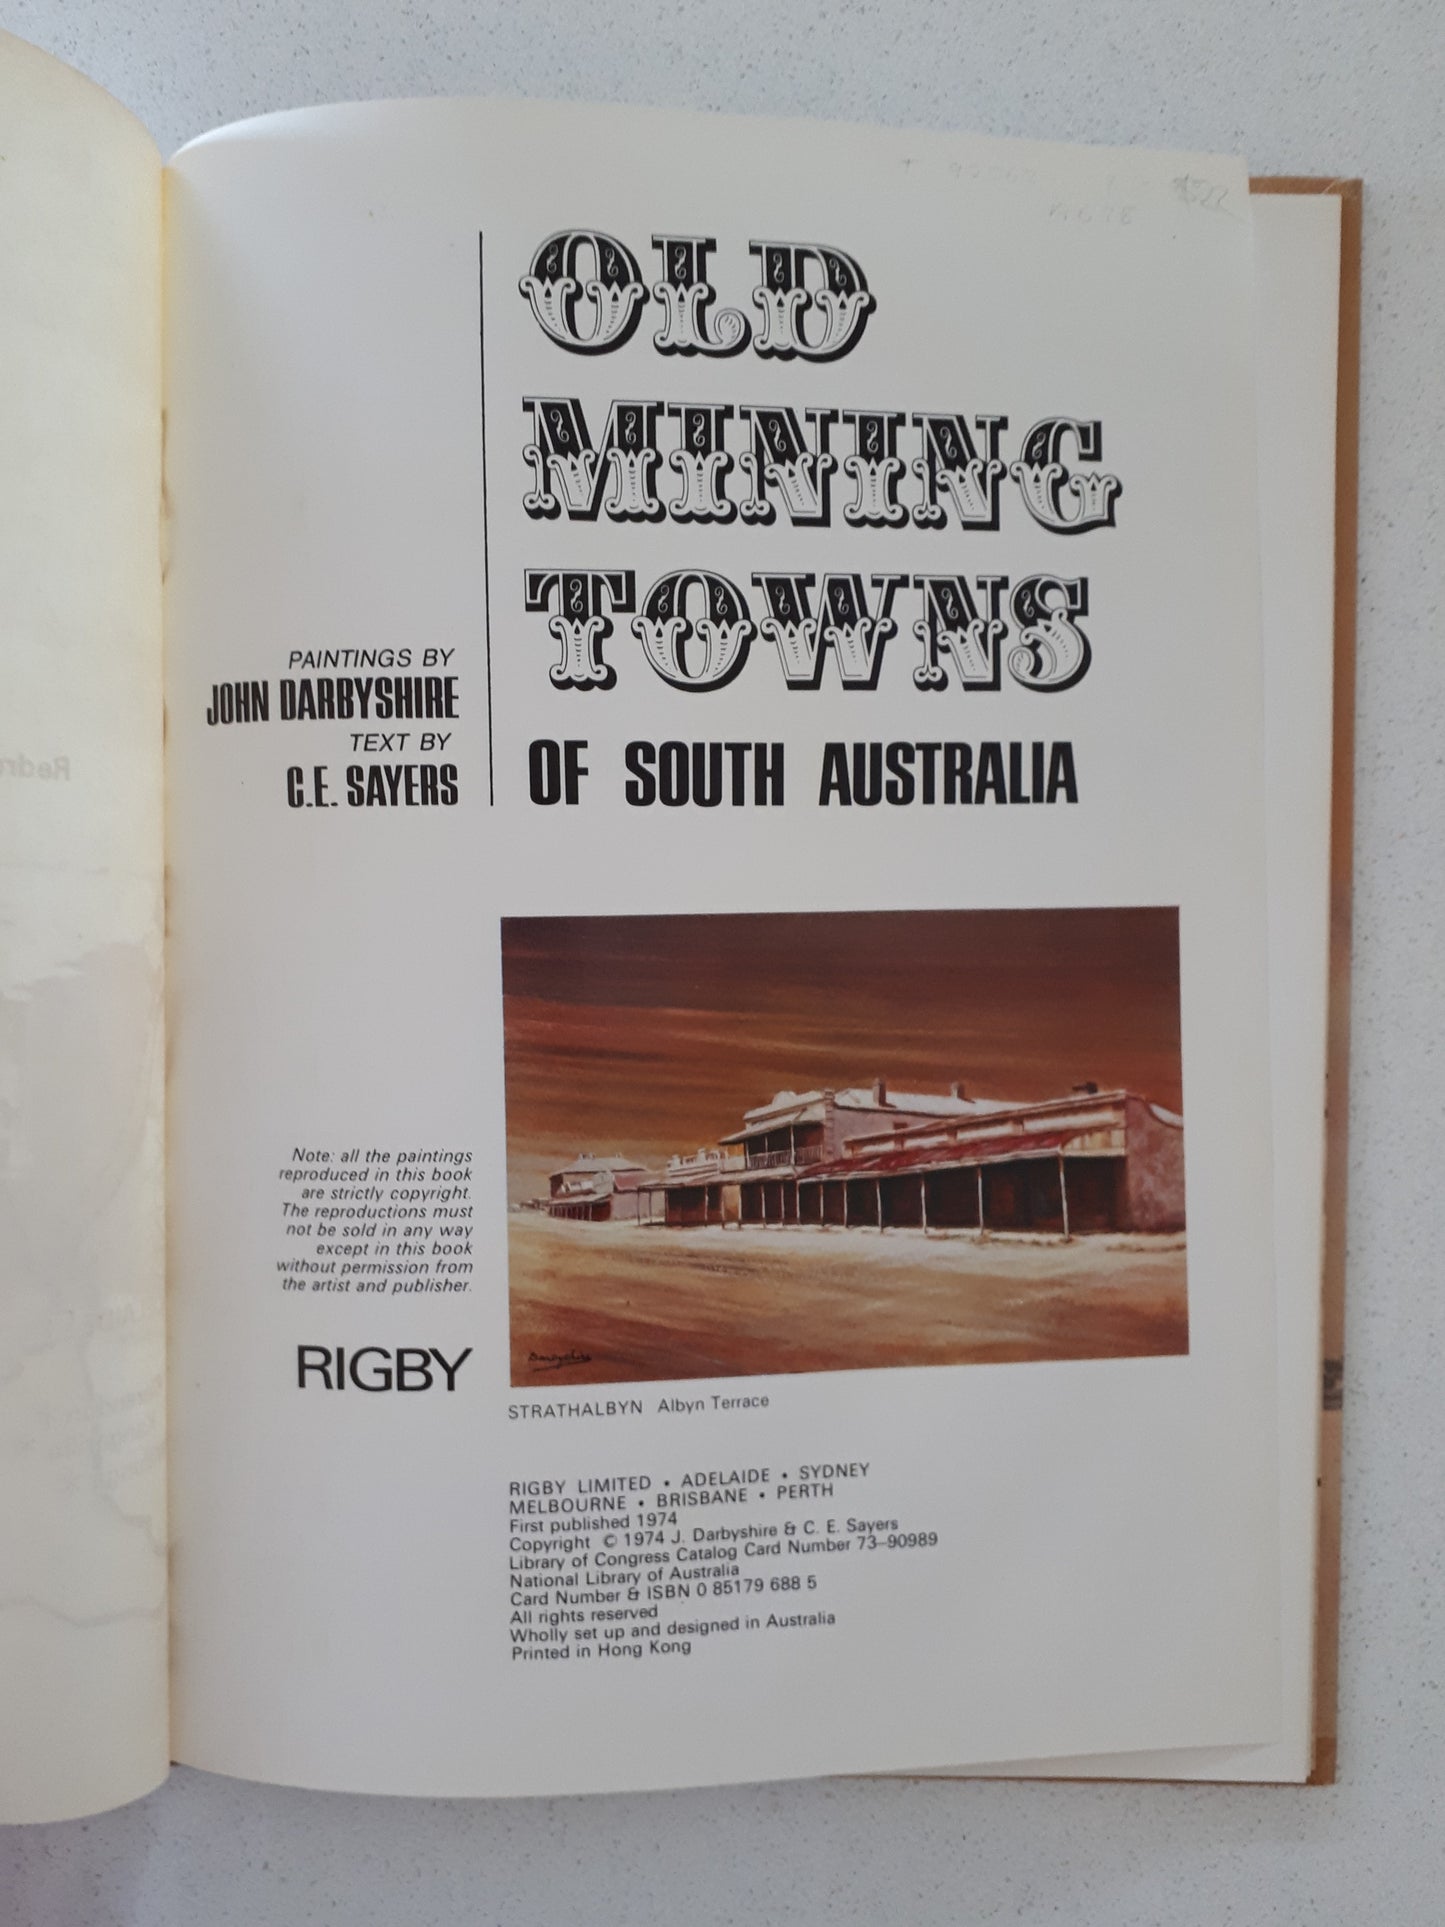 $22
OLD
MINING
TOWNS
OF SOUTH AUSTRALIA
PAINTINGS BY
JOHN DARBYSHIRE
TEXT BY
C.E. SAYERS
Note: all the paintings
reproduced in this book
are strictly copyright.
The reproductions must
not be sold in any way
except in this book
without permission from
the artist and publisher.
RIGBY
Darbyshire
STRATHALBYN Albyn Terrace
RIGBY LIMITED • ADELAIDE • SYDNEY
MELBOURNE • BRISBANE • PERTH
First published 1974
Copyright © 1974 J. Darbyshire & C. E. Sayers
Library of Congress Catalog Card Number 73–90989
National Library of Australia
Card Number & ISBN 0 85179 688 5
All rights reserved
Wholly set up and designed in Australia
Printed in Hong Kong